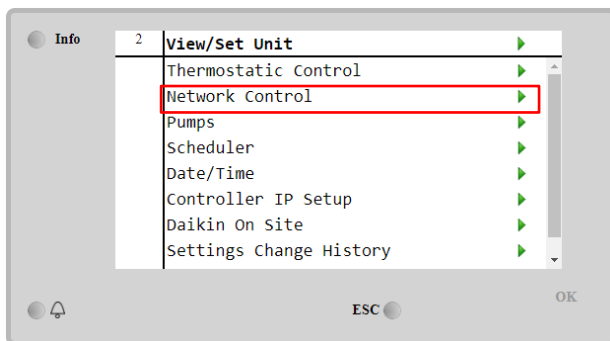 Info
2 View/Set Unit
Thermostatic Control
Network Control
Pumps
Scheduler
Date/Time
Controller IP Setup
Daikin On Site
Settings Change History
ESC
OK